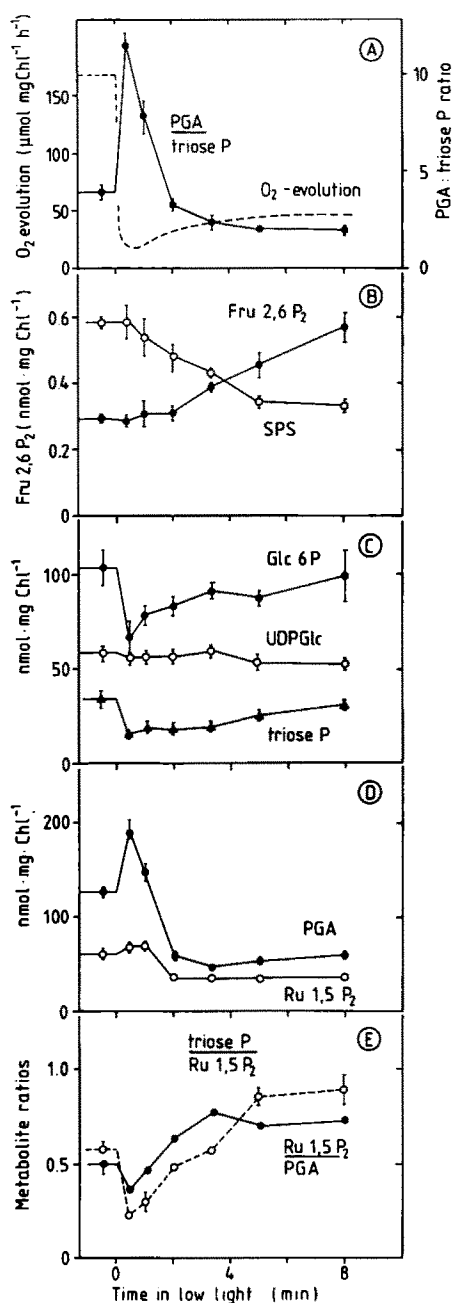 A
O₂ evolution (µmol mgChl⁻¹ h⁻¹)
150
100
50
0
PGA
triose P
O₂ -evolution
10
5
0
PGA: triose P ratio
B
Fru 2,6 P₂ (nmol· mg Chl⁻¹)
0.6
0.4
0.2
0
Fru 2,6 P₂
SPS
C
nmol· mg Chl⁻¹
100
50
0
Glc 6P
UDPGlc
triose P
D
nmol· mg· Chl⁻¹
200
100
0
PGA
Ru 1,5 P₂
E
Metabolite ratios
1.0
0.5
0
triose P
Ru 1,5 P₂
Ru 1,5 P₂
PGA
0 4 8
Time in low light (min)